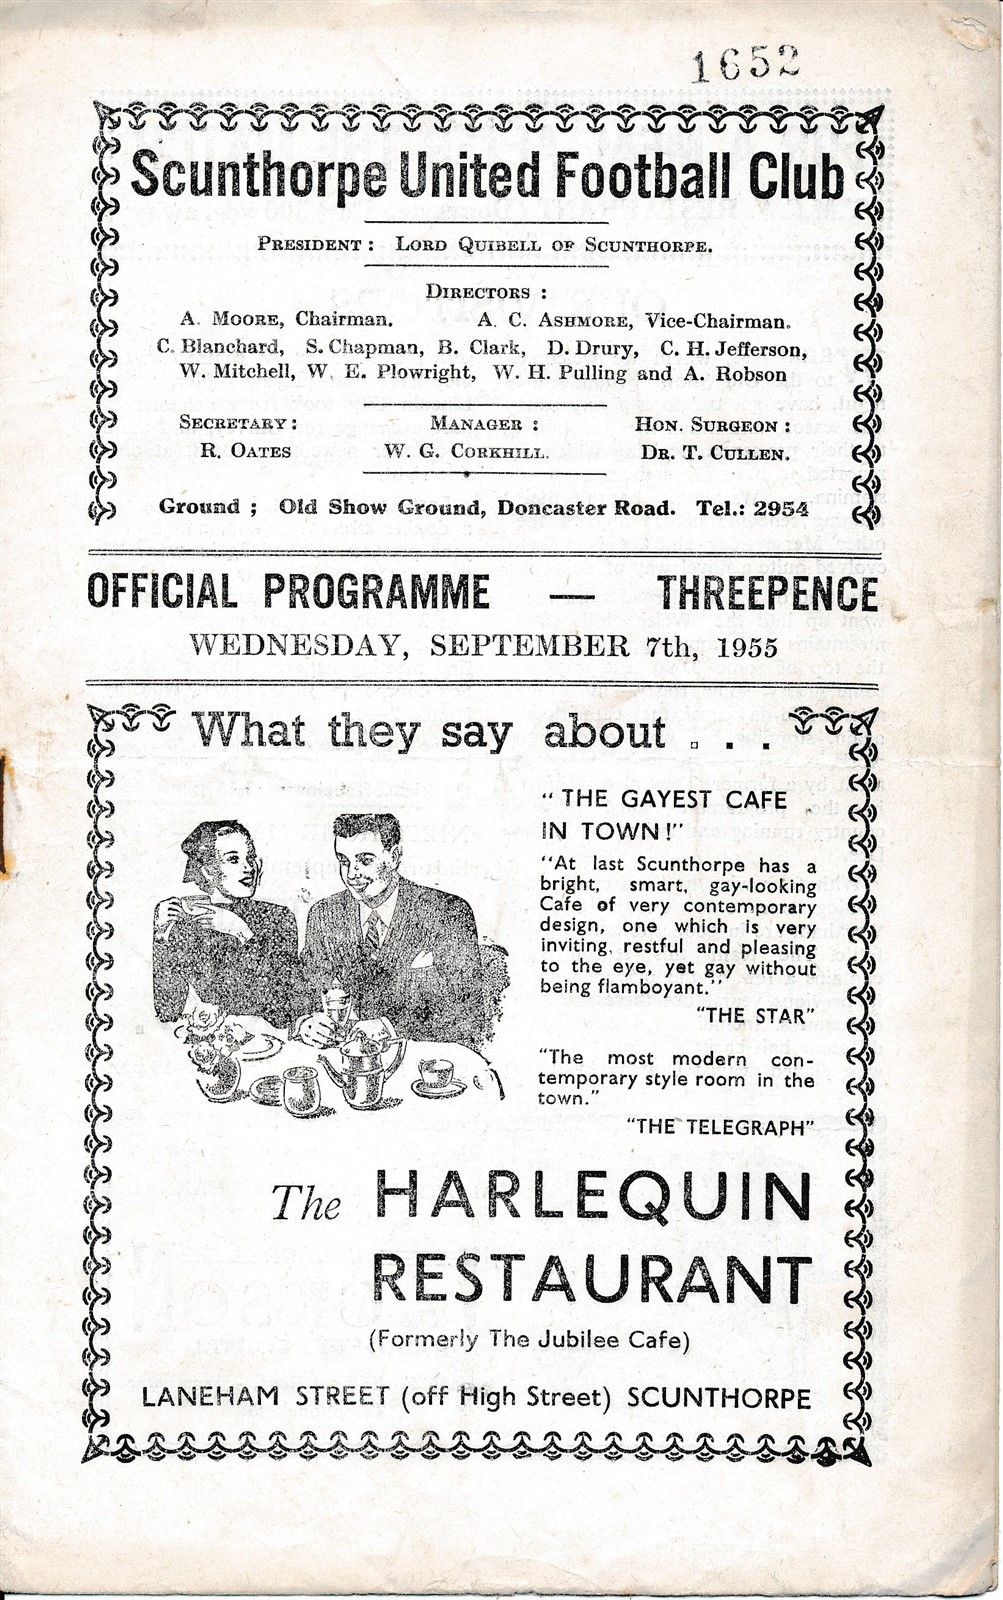 1652
Scunthorpe United Football Club
PRESIDENT : LORD QUIBELL OF SCUNTHORPE.
DIRECTORS :
A. MOORE, Chairman. A. C. ASHMORE, Vice-Chairman.
C. Blanchard, S. Chapman, B. Clark, D. Drury, C. H. Jefferson,
W. Mitchell, W. E. Plowright, W. H. Pulling and A. Robson
SECRETARY : MANAGER : HON. SURGEON :
R. OATES W. G. CORKHILL. DR. T. CULLEN.
Ground ; Old Show Ground, Doncaster Road. Tel.: 2954
OFFICIAL PROGRAMME — THREEPENCE
WEDNESDAY, SEPTEMBER 7th, 1955
What they say about . . .
"THE GAYEST CAFE
IN TOWN!"
"At last Scunthorpe has a
bright, smart, gay-looking
Cafe of very contemporary
design, one which is very
inviting, restful and pleasing
to the eye, yet gay without
being flamboyant."
"THE STAR"
"The most modern con-
temporary style room in the
town."
"THE TELEGRAPH"
The HARLEQUIN
RESTAURANT
(Formerly The Jubilee Cafe)
LANEHAM STREET (off High Street) SCUNTHORPE